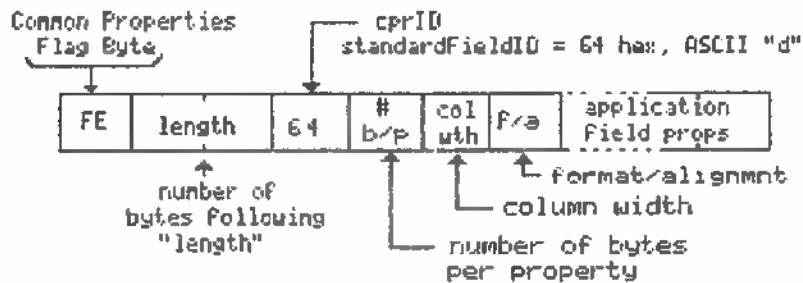 Common Properties
Flag Byte
cprID
standardFieldID = 64 hex, ASCII "d"
FE
length
64
#
b/p
col
wth
f/a
application
field props
number of
bytes following
"length"
format/alignmnt
column width
number of bytes
per property